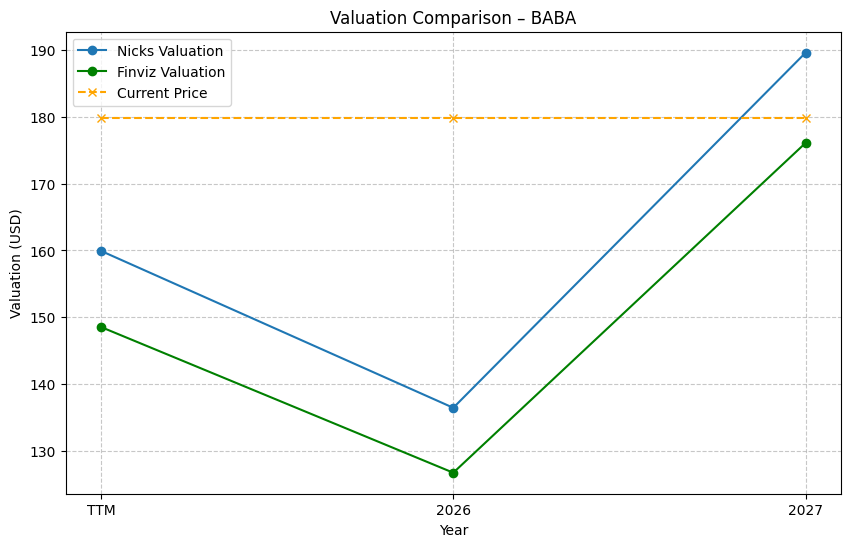 Valuation Comparison – BABA
Nicks Valuation
Finviz Valuation
Current Price
Valuation (USD)
190
180
170
160
150
140
130
TTM
2026
2027
Year